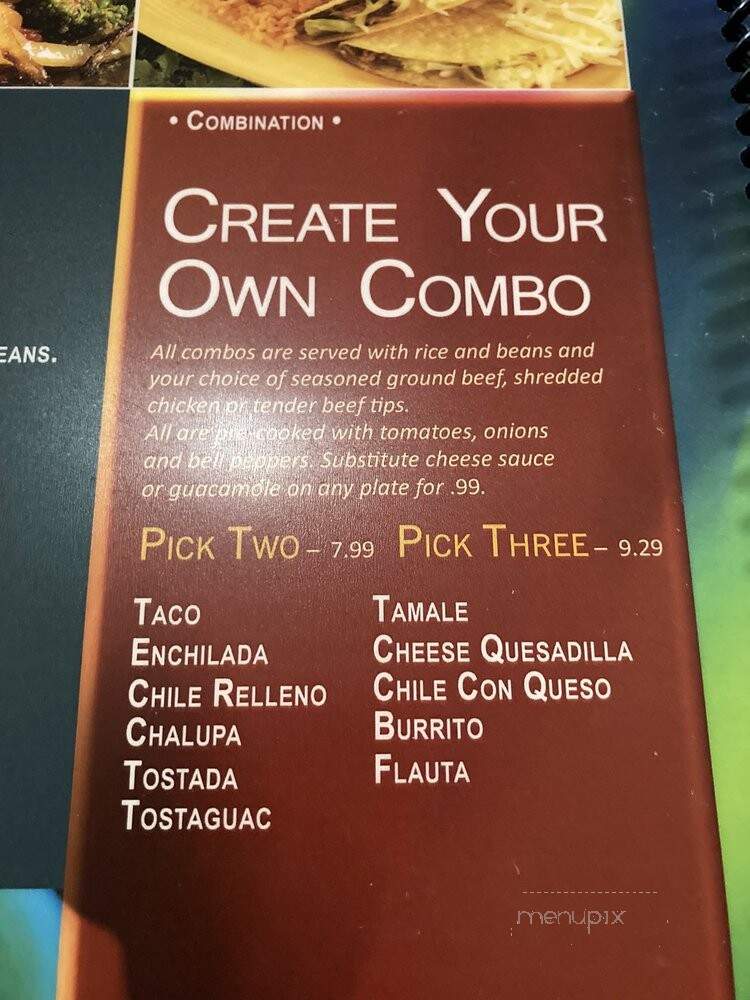 • Combination •
Create Your
Own Combo
EANS.
All combos are served with rice and beans and
your choice of seasoned ground beef, shredded
chicken or tender beef tips.
All are pre-cooked with tomatoes, onions
and bell peppers. Substitute cheese sauce
or guacamole on any plate for .99.
Pick Two – 7.99 Pick Three – 9.29
Taco
Enchilada
Chile Relleno
Chalupa
Tostada
Tostaguac
Tamale
Cheese Quesadilla
Chile Con Queso
Burrito
Flauta
menupix